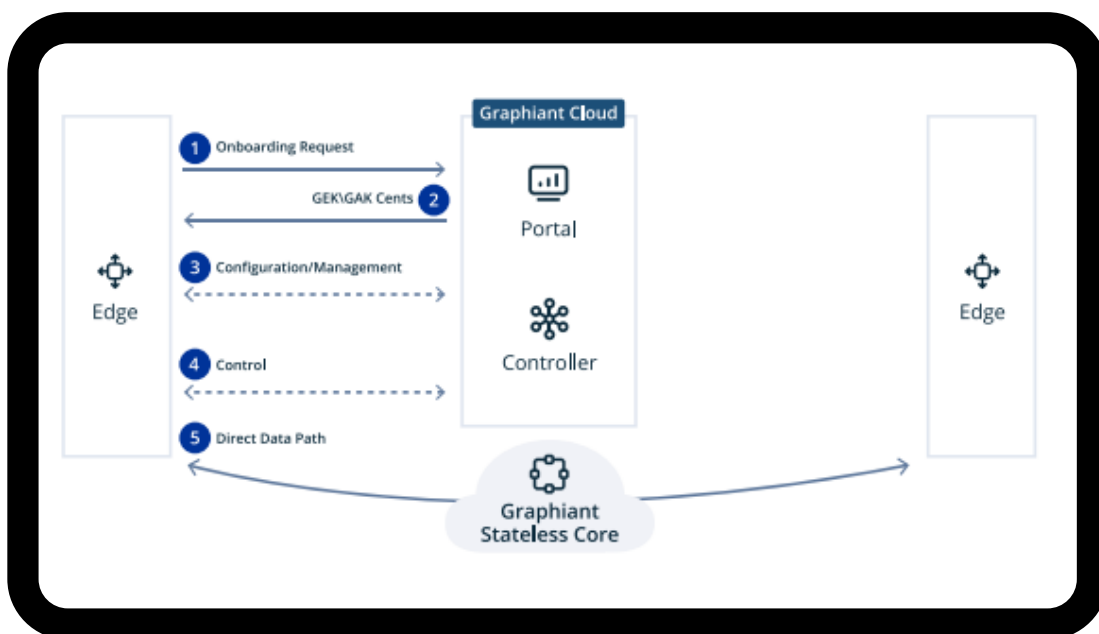 Graphiant Cloud
1 Onboarding Request
GEK\GAK Cents 2
Portal
3 Configuration/Management
Edge
Edge
Controller
4 Control
5 Direct Data Path
Graphiant
Stateless Core